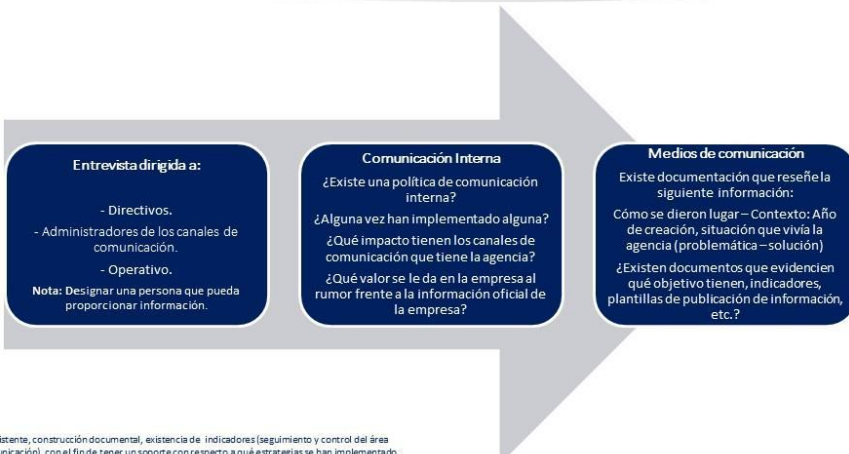 Entrevista dirigida a:
- Directivos.
- Administradores de los canales de
comunicación.
- Operativo.
Nota: Designar una persona que pueda
proporcionar información.
Comunicación Interna
¿Existe una política de comunicación
interna?
¿Alguna vez han implementado alguna?
¿Qué impacto tienen los canales de
comunicación que tiene la agencia?
¿Qué valor se le da en la empresa al
rumor frente a la información oficial de
la empresa?
Medios de comunicación
Existe documentación que reseñe la
siguiente información:
Cómo se dieron lugar – Contexto: Año
de creación, situación que vivía la
agencia (problemática – solución)
¿Existen documentos que evidencien
qué objetivo tienen, indicadores,
plantillas de publicación de información,
etc.?
construcción documental, existencia de indicadores (seguimiento y control del área
con el fin de tener un soporte con respecto a qué estrategias se han implementado